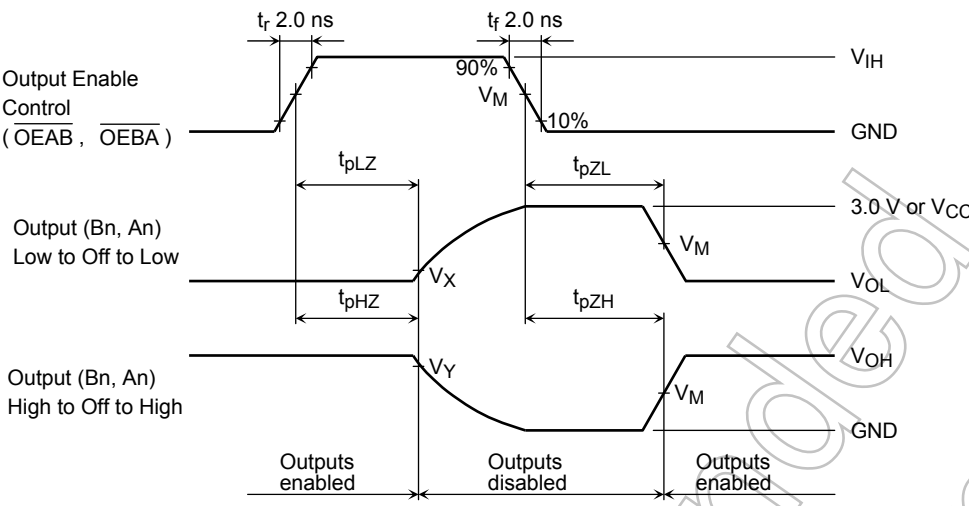 tr 2.0 ns
tf 2.0 ns
Output Enable
Control
( OEAB , OEBA )
90%
VM
10%
VIH
GND
tpLZ
tpZL
Output (Bn, An)
Low to Off to Low
3.0 V or VCC
VM
VX
VOL
tpHZ
tpZH
Output (Bn, An)
High to Off to High
VY
VOH
VM
GND
Outputs
enabled
Outputs
disabled
Outputs
enabled